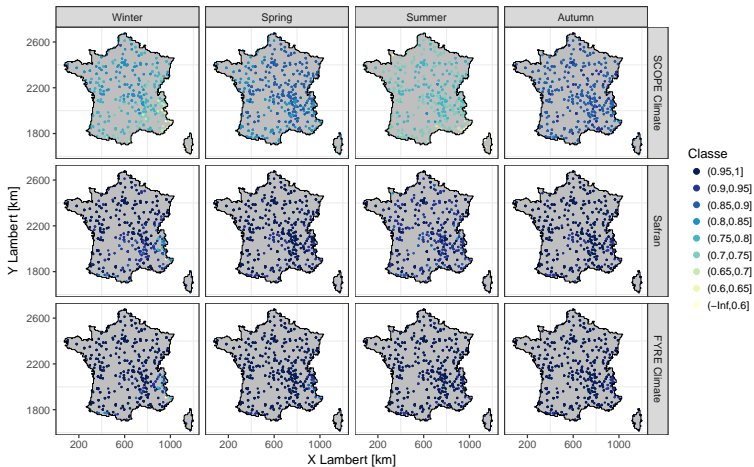 Winter Spring Summer Autumn
2600
2200
1800
SCOPE Climate
2600
2200
1800
Safran
2600
2200
1800
FYRE Climate
200 600 1000 200 600 1000 200 600 1000 200 600 1000
X Lambert [km]
Y Lambert [km]
Classe
(0.95,1]
(0.9,0.95]
(0.85,0.9]
(0.8,0.85]
(0.75,0.8]
(0.7,0.75]
(0.65,0.7]
(0.6,0.65]
(−Inf,0.6]